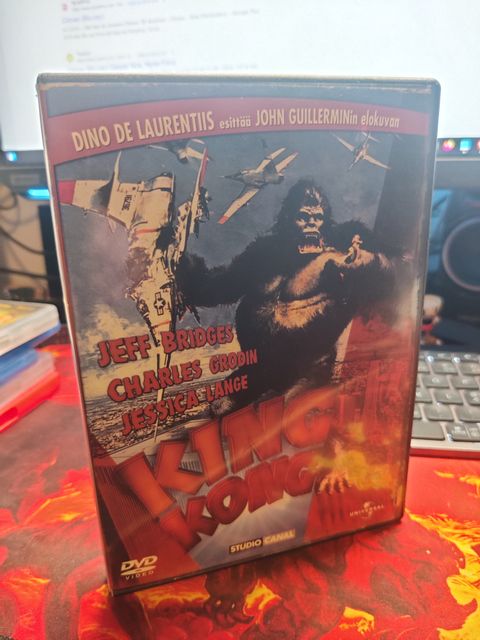 DINO DE LAURENTIIS esittää JOHN GUILLERMINin elokuvan
JEFF BRIDGES
CHARLES GRODIN
JESSICA LANGE
KING
KONG
STUDIO CANAL
UNIVERSAL
DVD
VIDEO